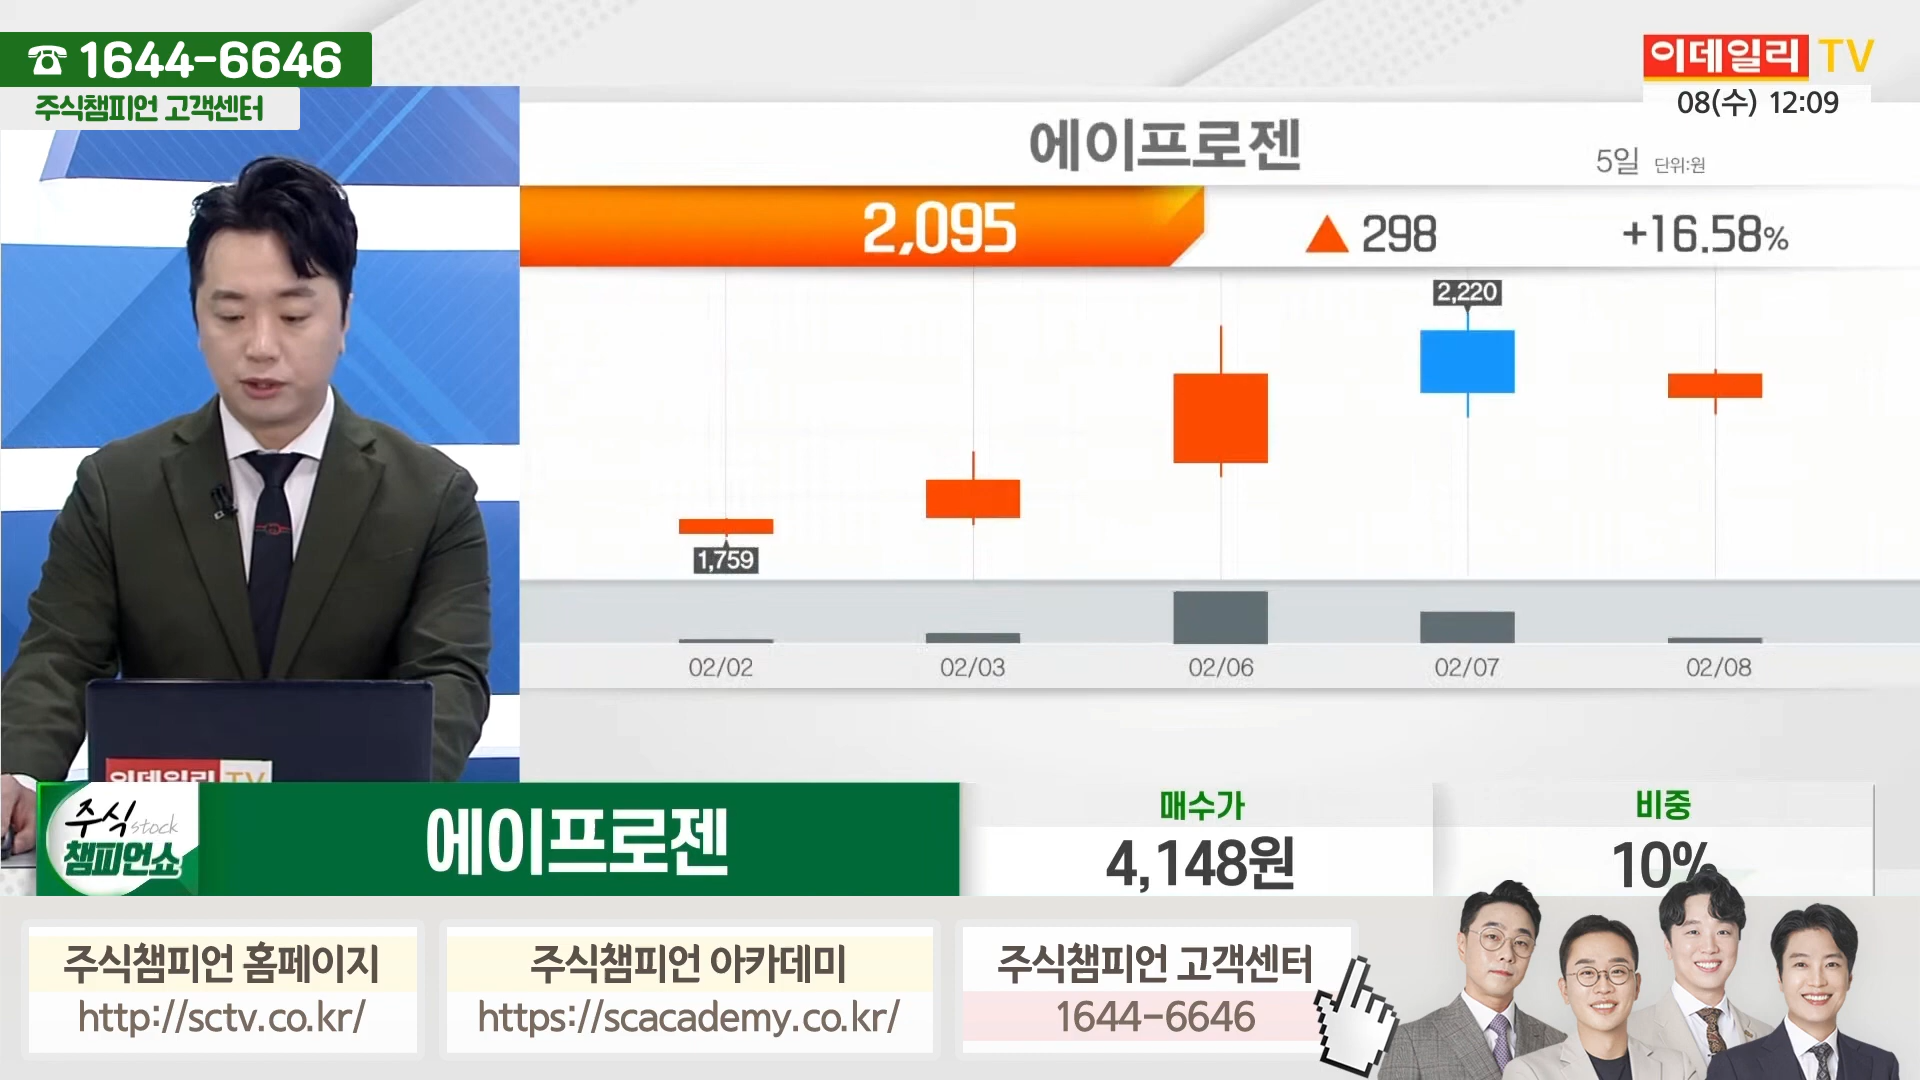 ☎ 1644-6646
주식챔피언 고객센터
이데일리 TV
08(수) 12:09
에이프로젠
5일 단위:원
2,095 ▲ 298 +16.58%
2,220
1,759
02/02 02/03 02/06 02/07 02/08
이데일리 TV
주식 stock
챔피언쇼
에이프로젠
매수가
4,148원
비중
10%
주식챔피언 홈페이지
http://sctv.co.kr/
주식챔피언 아카데미
https://scacademy.co.kr/
주식챔피언 고객센터
1644-6646